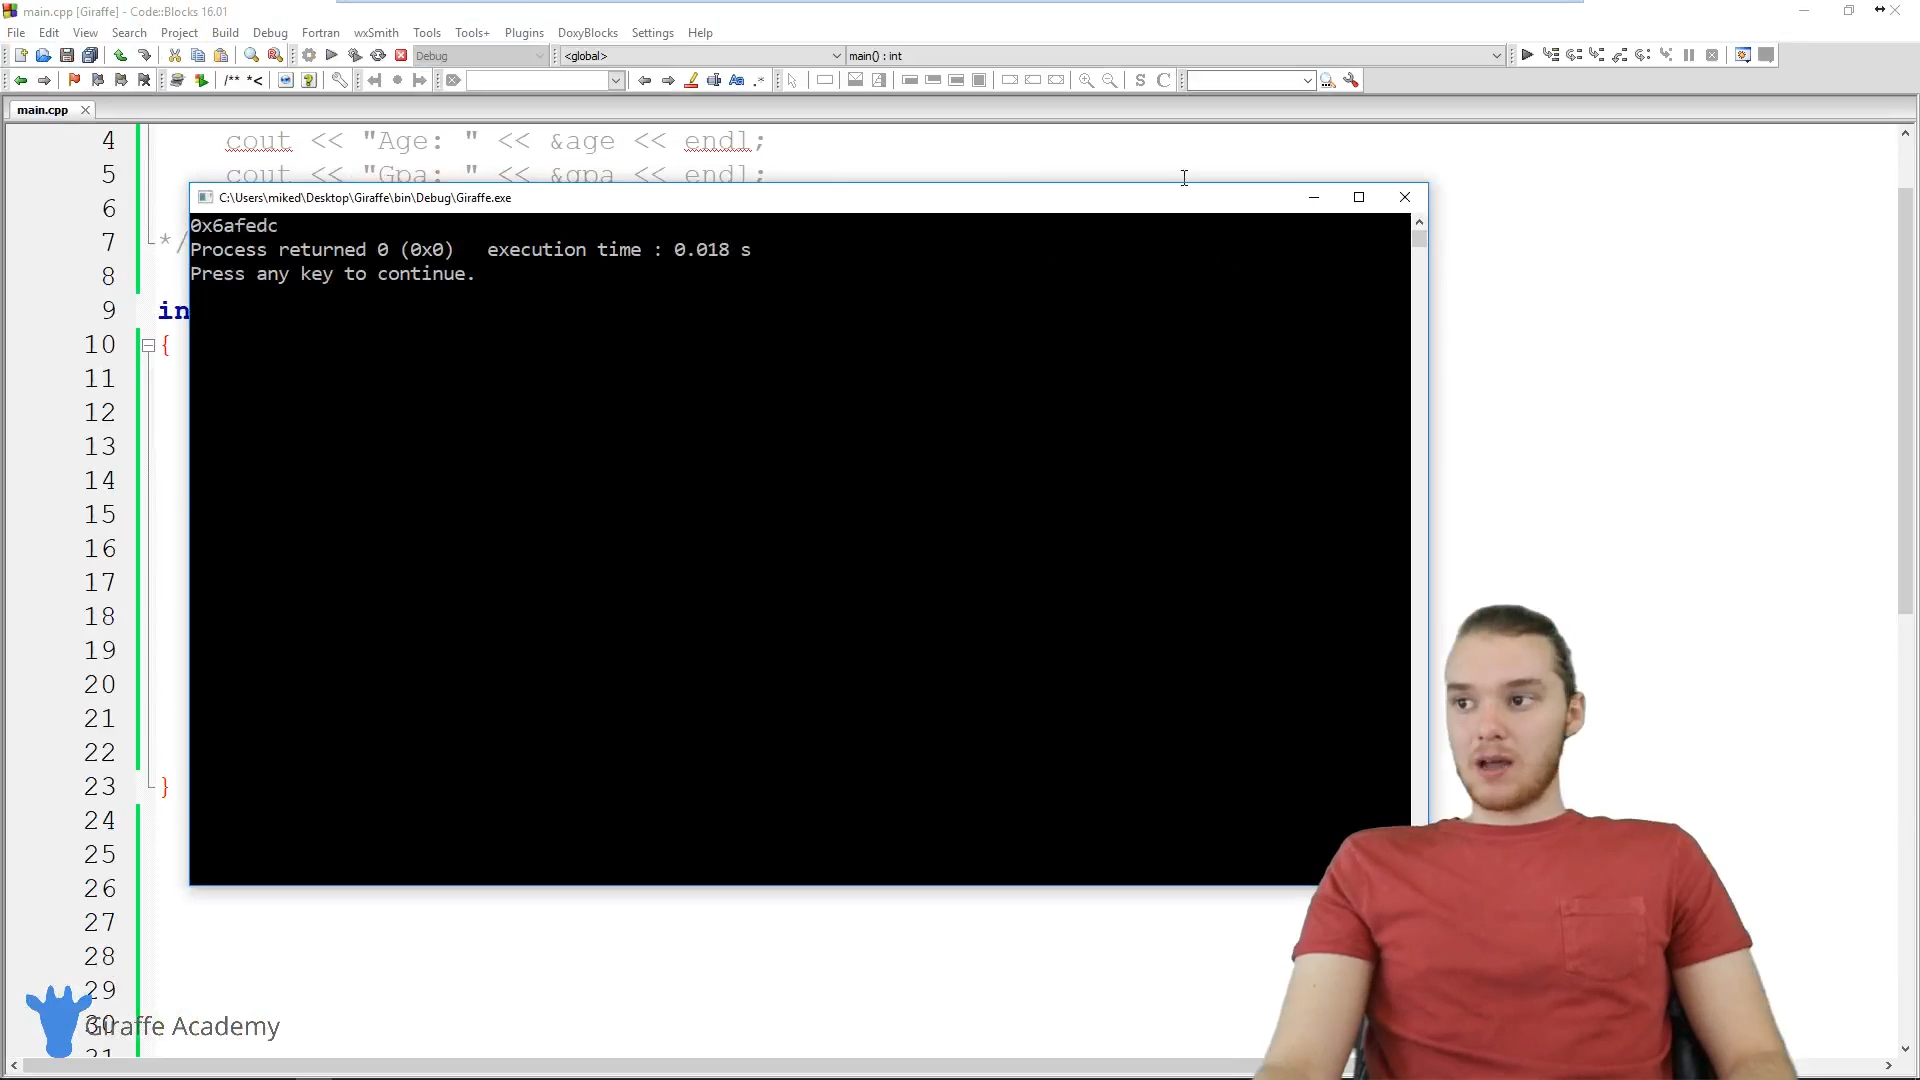 main.cpp [Giraffe] - Code::Blocks 16.01
File Edit View Search Project Build Debug Fortran wxSmith Tools Tools+ Plugins DoxyBlocks Settings Help
Debug <global> main() : int
/** *<
main.cpp
4 cout << "Age: " << &age << endl;
5 cout << "Gpa: " << &gpa << endl;
C:\Users\miked\Desktop\Giraffe\bin\Debug\Giraffe.exe
6
0x6afedc
7 */
Process returned 0 (0x0) execution time : 0.018 s
8
Press any key to continue.
9 in
10 {
11
12
13
14
15
16
17
18
19
20
21
22
23 }
24
25
26
27
28
29
30
Giraffe Academy